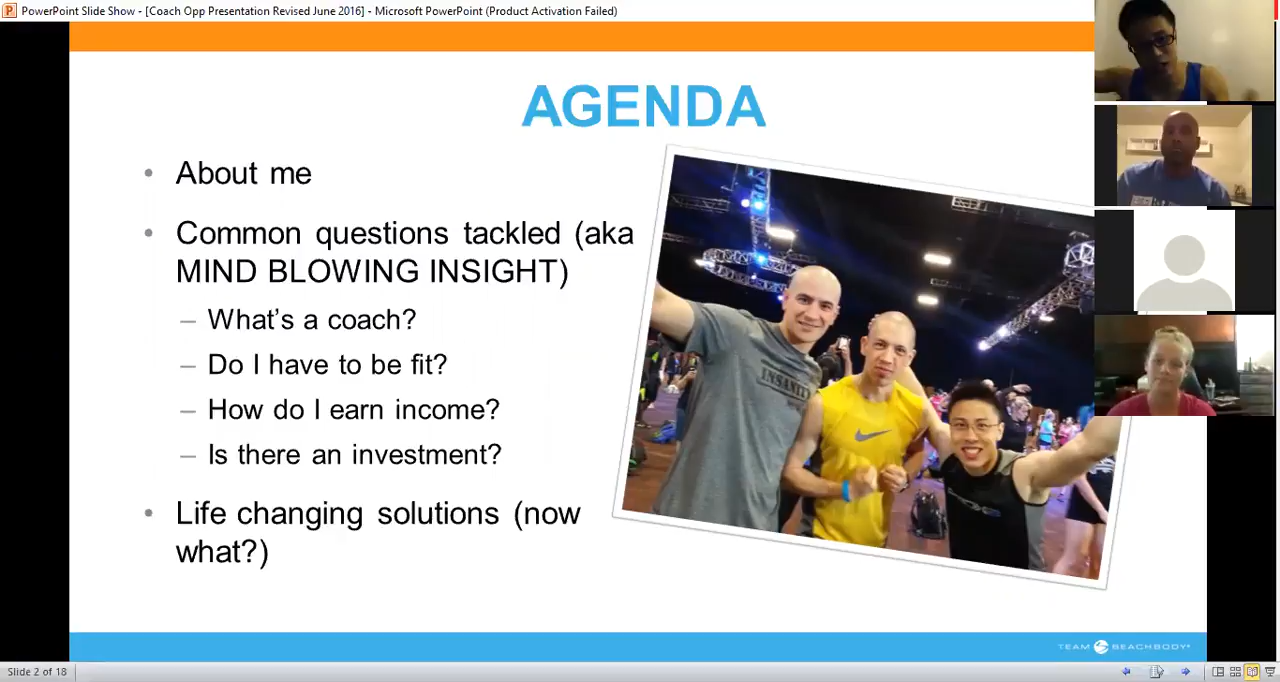 PowerPoint Slide Show - [Coach Opp Presentation Revised June 2016] - Microsoft PowerPoint (Product Activation Failed)
AGENDA
• About me
• Common questions tackled (aka
MIND BLOWING INSIGHT)
– What’s a coach?
– Do I have to be fit?
– How do I earn income?
– Is there an investment?
• Life changing solutions (now
what?)
INSANITY
TEAM BEACHBODY
Slide 2 of 18